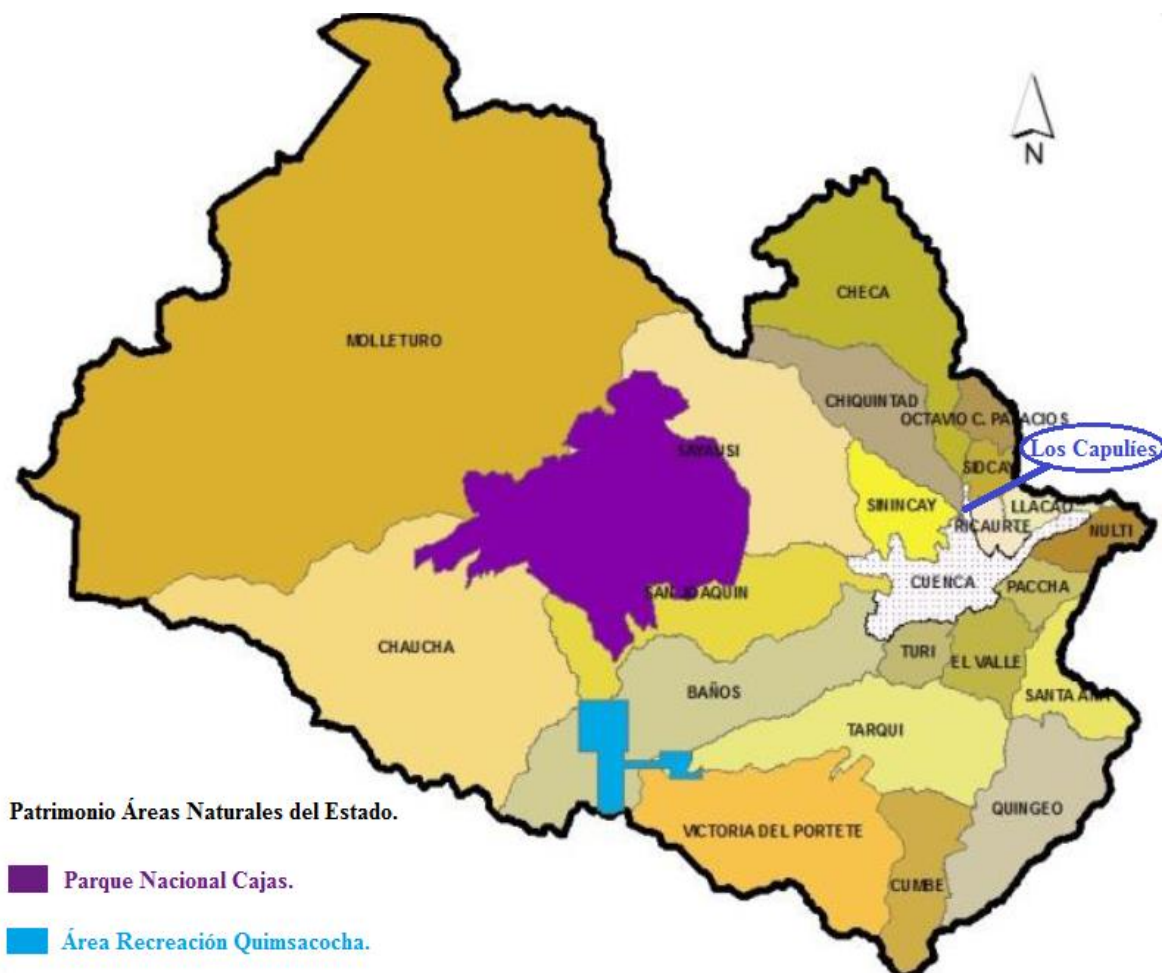 N
CHECA
MOLLETURO
CHIQUINTAD
OCTAVIO C. PALACIOS
SAYAUSI
Los Capulíes
SIDCAY
SININCAY
LLACAO
RICAURTE
NULTI
CUENCA
PACCHA
SAN JOAQUIN
CHAUCHA
TURI
EL VALLE
BAÑOS
SANTA ANA
TARQUI
Patrimonio Áreas Naturales del Estado.
QUINGEO
VICTORIA DEL PORTETE
Parque Nacional Cajas.
CUMBE
Área Recreación Quimsacocha.